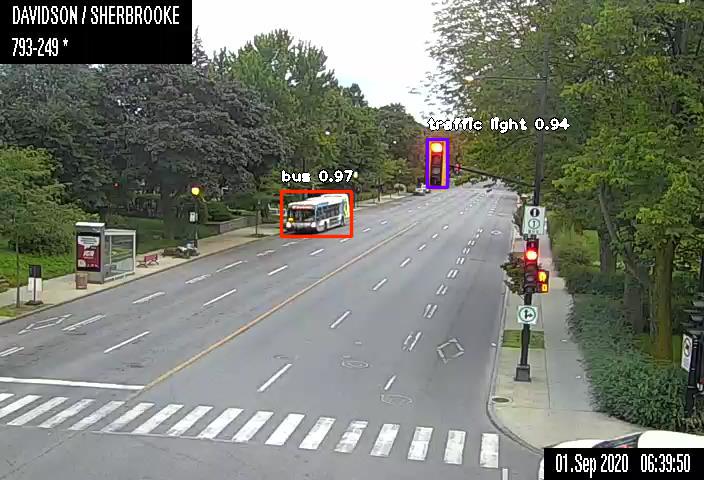 DAVIDSON / SHERBROOKE
793-249 *
traffic light 0.94
bus 0.97
01.Sep 2020 06:39:50